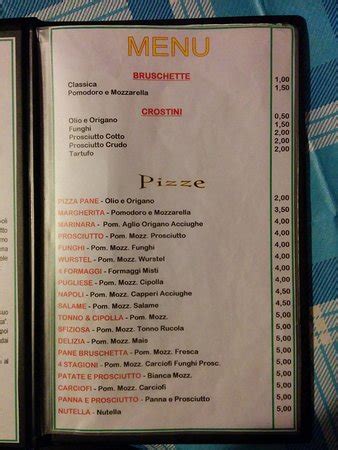 MENU
BRUSCHETTE
Classica 1,00
Pomodoro e Mozzarella 1,50
CROSTINI
Olio e Origano 0,50
Funghi 1,50
Prosciutto Cotto 2,00
Prosciutto Crudo 2,00
Tartufo 2,00
Pizze
PIZZA PANE - Olio e Origano 2,00
MARGHERITA - Pomodoro e Mozzarella 3,50
MARINARA - Pom. Aglio Origano Acciughe 4,00
PROSCIUTTO - Pom. Mozz. Prosciutto 4,00
FUNGHI - Pom. Mozz. Funghi 4,00
WURSTEL - Pom. Mozz. Wurstel 4,00
4 FORMAGGI - Formaggi Misti 4,00
PUGLIESE - Pom. Mozz. Cipolla 4,00
NAPOLI - Pom. Mozz. Capperi Acciughe 4,50
SALAME - Pom. Mozz. Salame 4,50
TONNO & CIPOLLA - Pom. Mozz. 5,00
SFIZIOSA - Pom. Mozz. Tonno Rucola 5,00
DELIZIA - Pom. Mozz. Mais 5,00
PANE BRUSCHETTA - Pom. Mozz. Fresca 5,00
4 STAGIONI - Pom. Mozz. Carciofi Funghi Prosc. 5,00
PATATE E PROSCIUTTO - Bianca Mozz. 5,00
CARCIOFI - Pom. Mozz. Carciofi 5,00
PANNA E PROSCIUTTO - Panna e Prosciutto 5,00
NUTELLA - Nutella 5,00